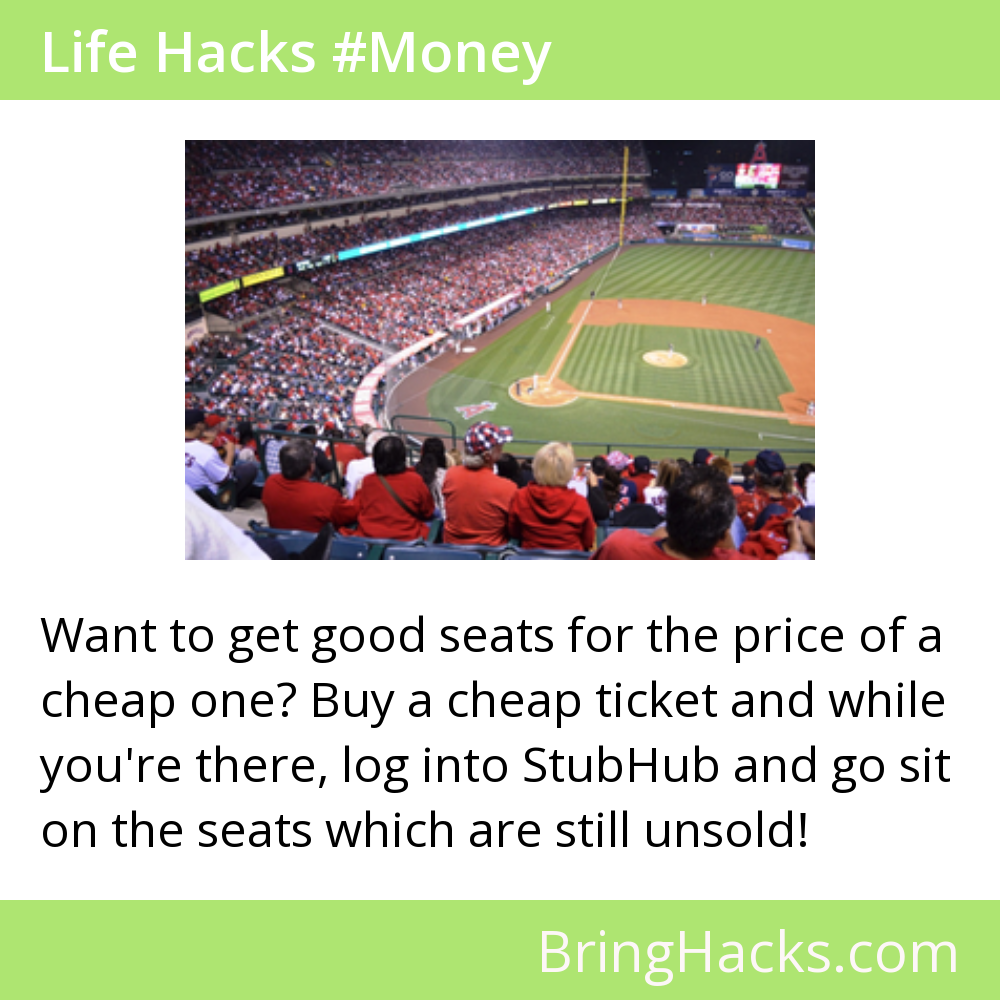 Life Hacks #Money
Want to get good seats for the price of a
cheap one? Buy a cheap ticket and while
you're there, log into StubHub and go sit
on the seats which are still unsold!
BringHacks.com